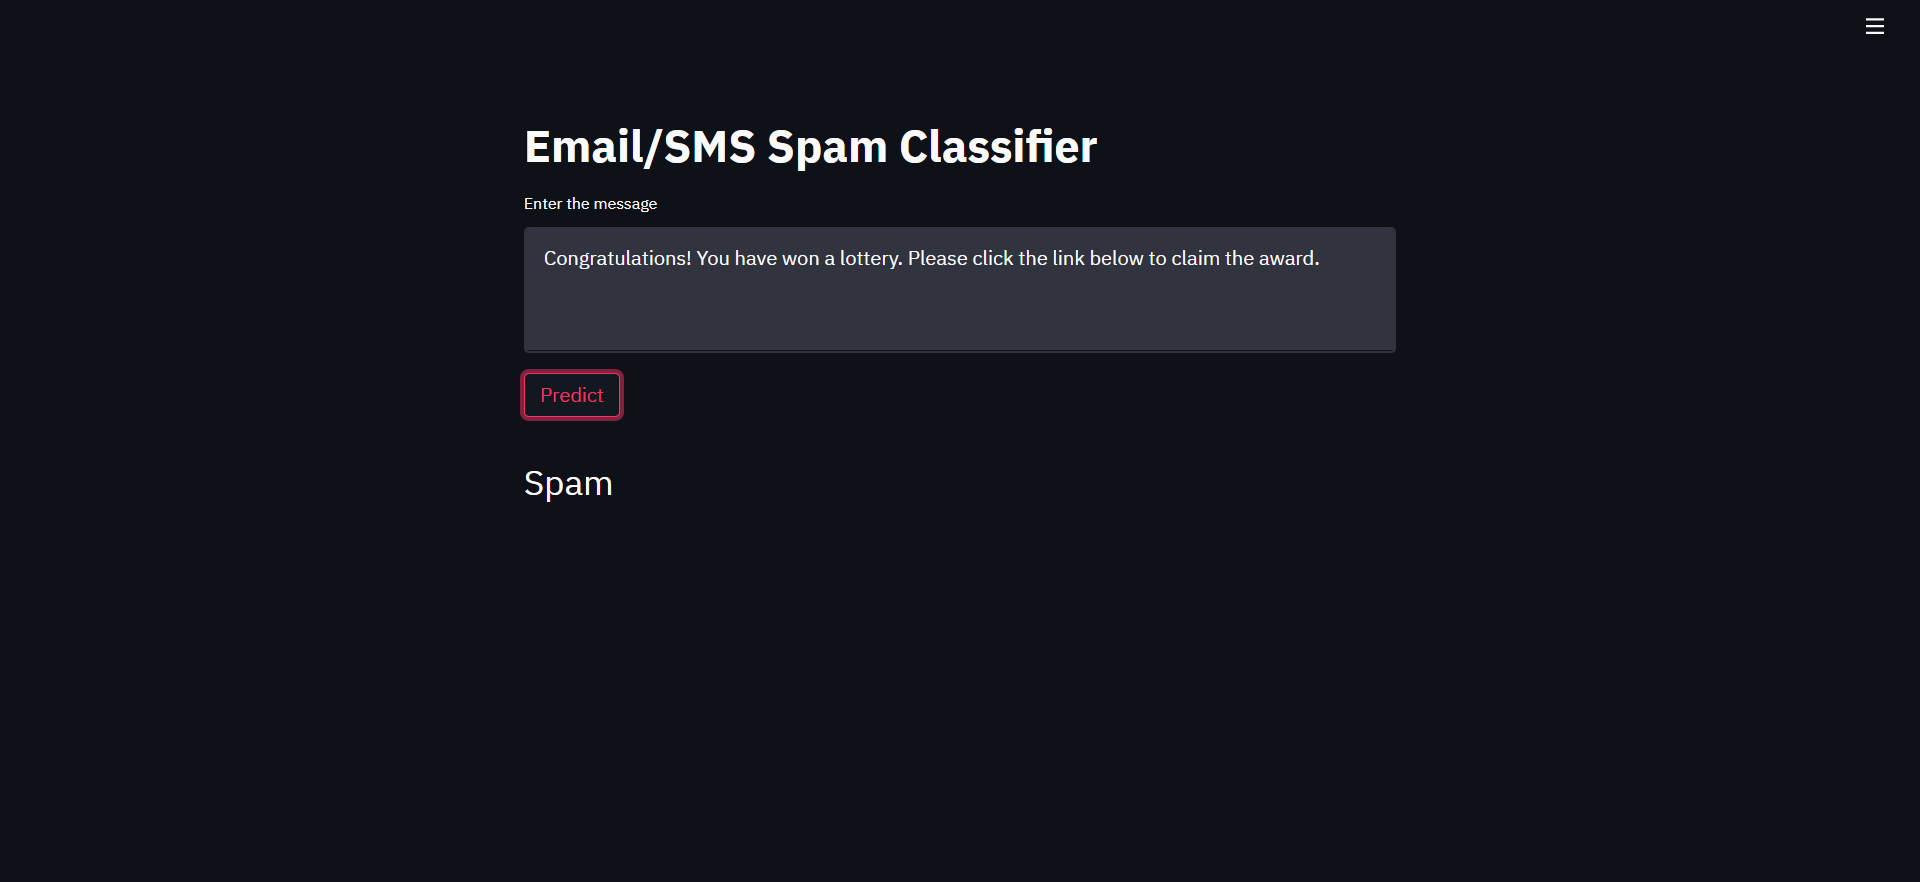 Email/SMS Spam Classifier
Enter the message
Congratulations! You have won a lottery. Please click the link below to claim the award.
Predict
Spam